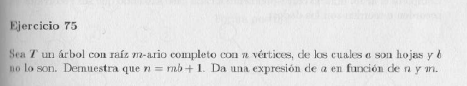 Ejercicio 75
Sea T un árbol con raíz m-ario completo con n vértices, de los cuales a son hojas y b
no lo son. Demuestra que n = mb + 1. Da una expresión de a en función de n y m.